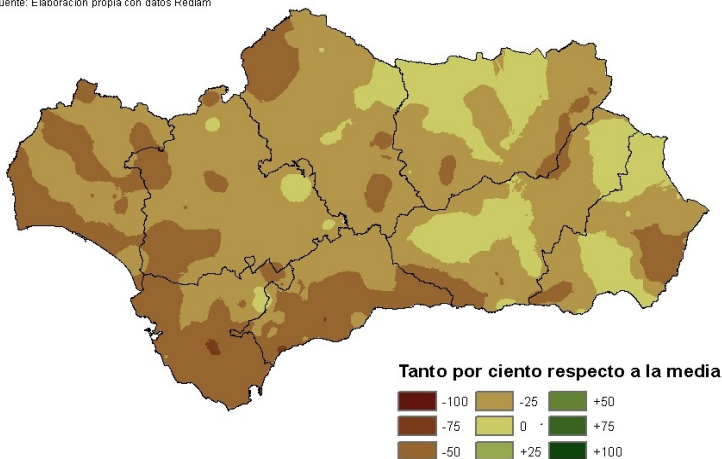 uente: Elaboración propia con datos Rediam
Tanto por ciento respecto a la media
-100 -25 +50
-75 0 +75
-50 +25 +100